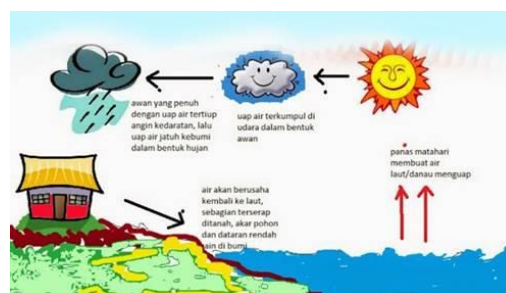 awan yang penuh
dengan uap air tertiup
angin kedaratan, lalu
uap air jatuh kebumi
dalam bentuk hujan
uap air terkumpul di
udara dalam bentuk
awan
panas matahari
membuat air
laut/danau menguap
air akan berusaha
kembali ke laut,
sebagian terserap
ditanah, akar pohon
dan dataran rendah
lain di bumi